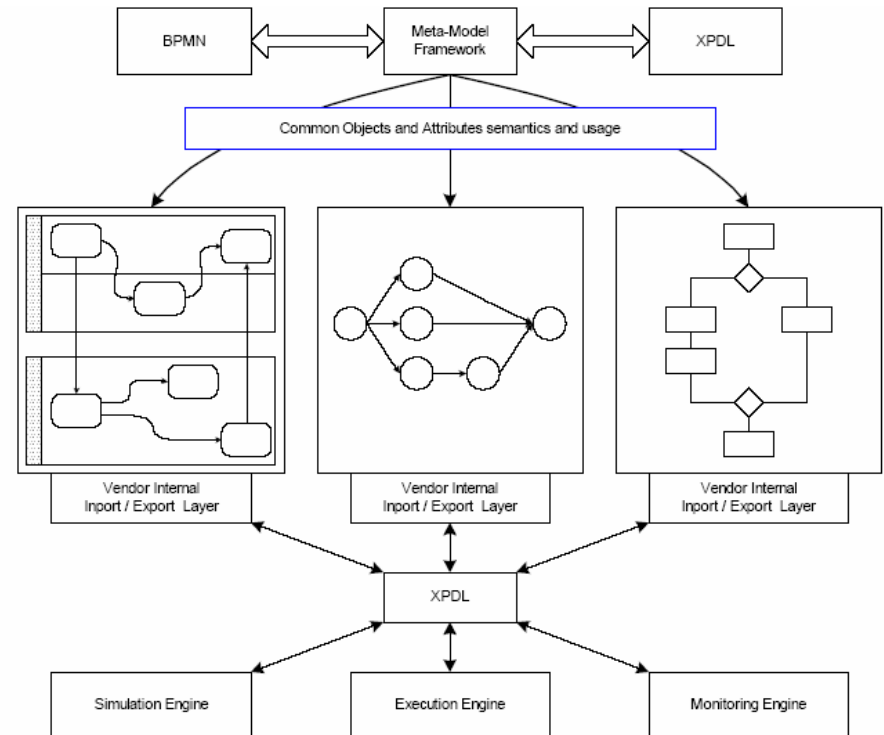 BPMN
Meta-Model
Framework
XPDL
Common Objects and Attributes semantics and usage
Vendor Internal
Inport / Export Layer
Vendor Internal
Inport / Export Layer
Vendor Internal
Inport / Export Layer
XPDL
Simulation Engine
Execution Engine
Monitoring Engine